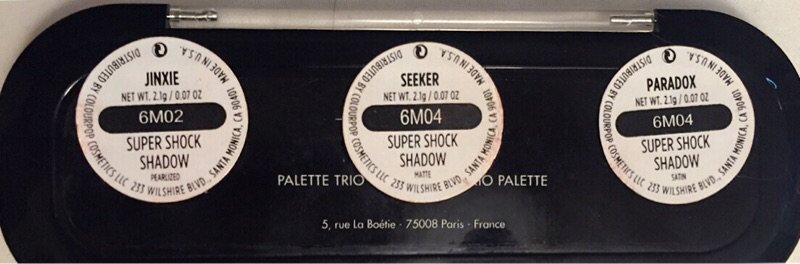 JINXIE
NET WT. 2.1g / 0.07 OZ
6M02
SUPER SHOCK
SHADOW
PEARLIZED
DISTRIBUTED BY COLOURPOP COSMETICS LLC 233 WILSHIRE BLVD., SANTA MONICA, CA 90401 MADE IN U.S.A.
SEEKER
NET WT. 2.1g / 0.07 OZ
6M04
SUPER SHOCK
SHADOW
MATTE
DISTRIBUTED BY COLOURPOP COSMETICS LLC 233 WILSHIRE BLVD., SANTA MONICA, CA 90401 MADE IN U.S.A.
PARADOX
NET WT. 2.1g / 0.07 OZ
6M04
SUPER SHOCK
SHADOW
SATIN
DISTRIBUTED BY COLOURPOP COSMETICS LLC 233 WILSHIRE BLVD., SANTA MONICA, CA 90401 MADE IN U.S.A.
PALETTE TRIO IO PALETTE
5, rue La Boétie - 75008 Paris - France